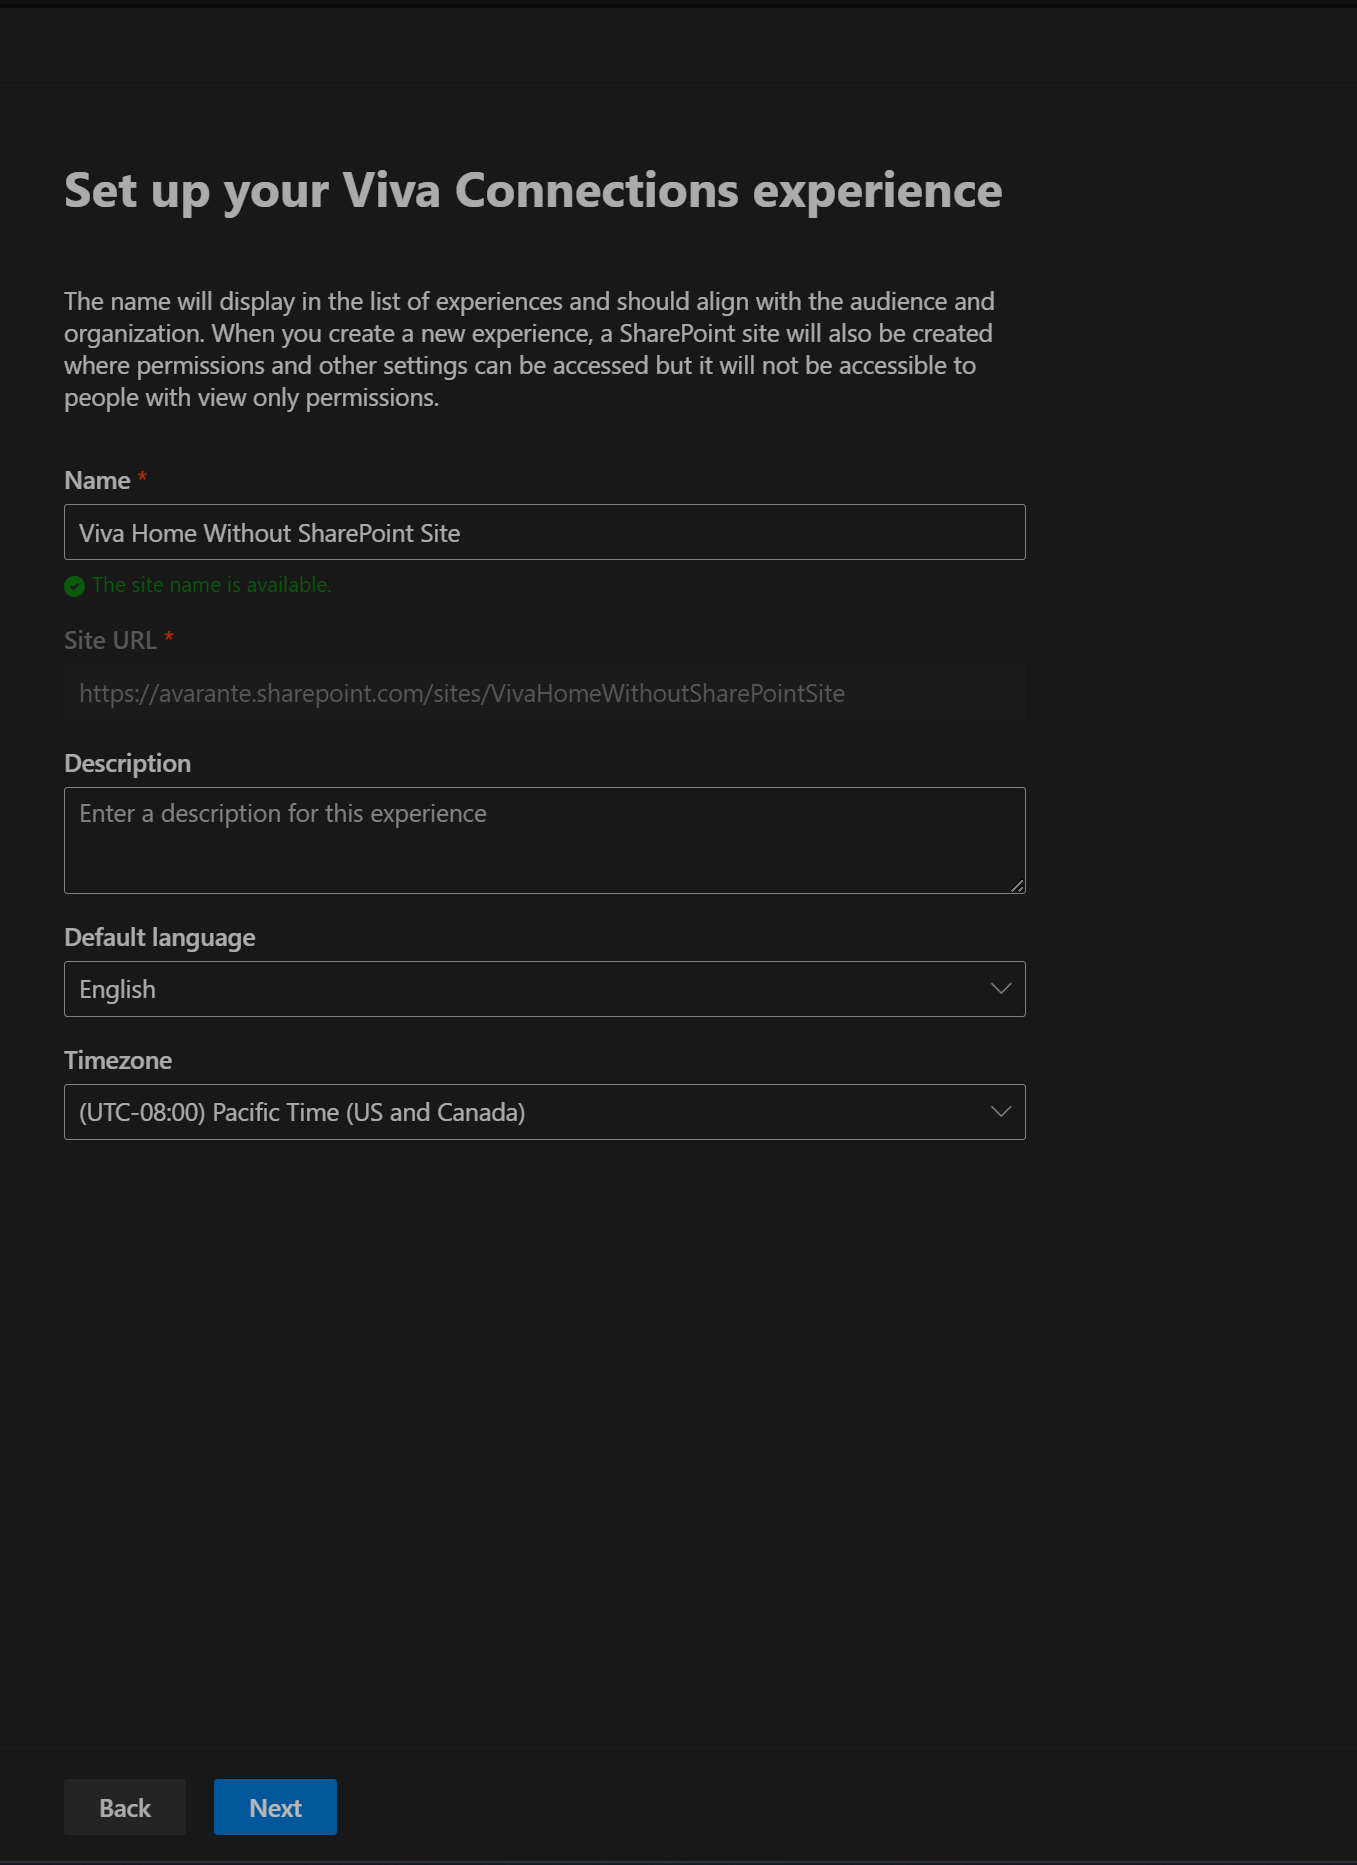 Set up your Viva Connections experience
The name will display in the list of experiences and should align with the audience and
organization. When you create a new experience, a SharePoint site will also be created
where permissions and other settings can be accessed but it will not be accessible to
people with view only permissions.
Name *
Viva Home Without SharePoint Site
The site name is available.
Site URL *
https://avarante.sharepoint.com/sites/VivaHomeWithoutSharePointSite
Description
Enter a description for this experience
Default language
English
Timezone
(UTC-08:00) Pacific Time (US and Canada)
Back
Next